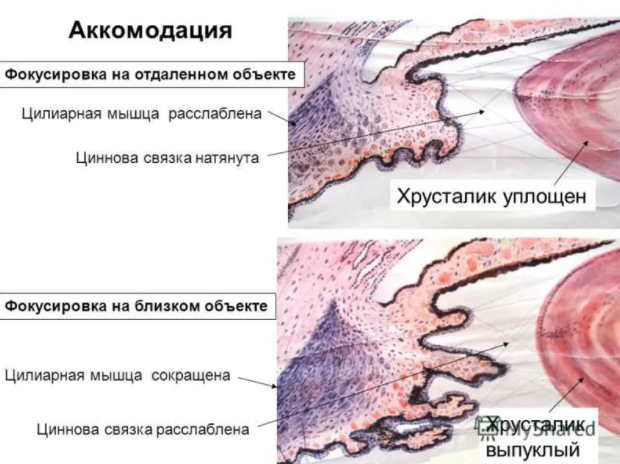 Аккомодация
Фокусировка на отдаленном объекте
Цилиарная мышца расслаблена
Циннова связка натянута
Хрусталик уплощен
Фокусировка на близком объекте
Цилиарная мышца сокращена
Циннова связка расслаблена
Хрусталик
выпуклый
MyShared